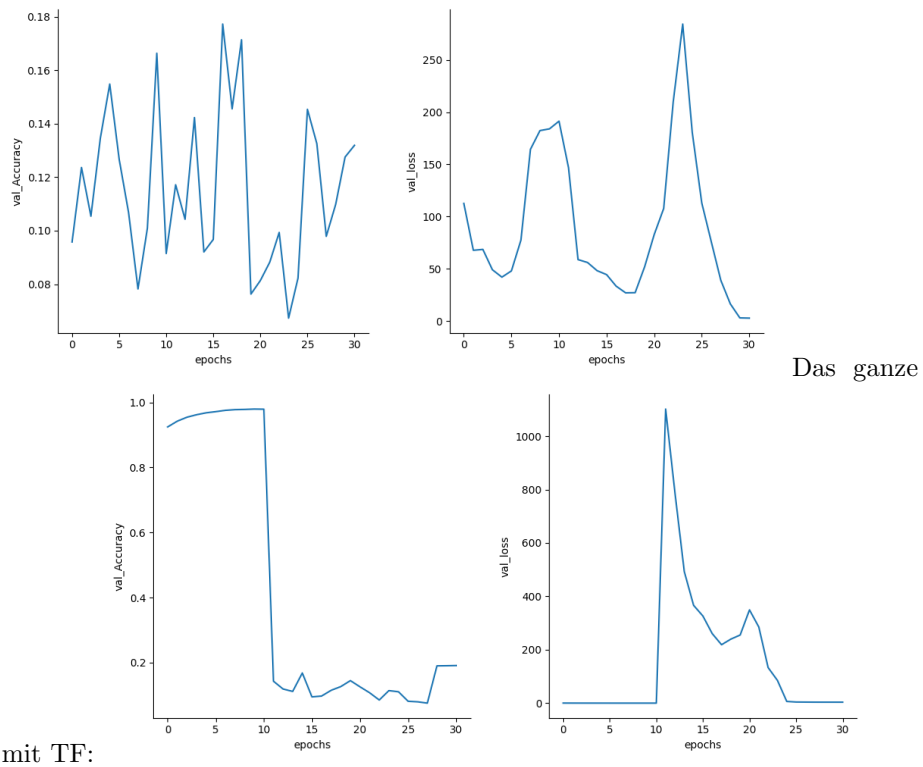 0.18
0.16
0.14
0.12
0.10
0.08
val_Accuracy
0 5 10 15 20 25 30
epochs
250
200
150
100
50
0
val_loss
0 5 10 15 20 25 30
epochs
Das ganze
1.0
0.8
0.6
0.4
0.2
val_Accuracy
0 5 10 15 20 25 30
epochs
1000
800
600
400
200
0
val_loss
0 5 10 15 20 25 30
epochs
mit TF: